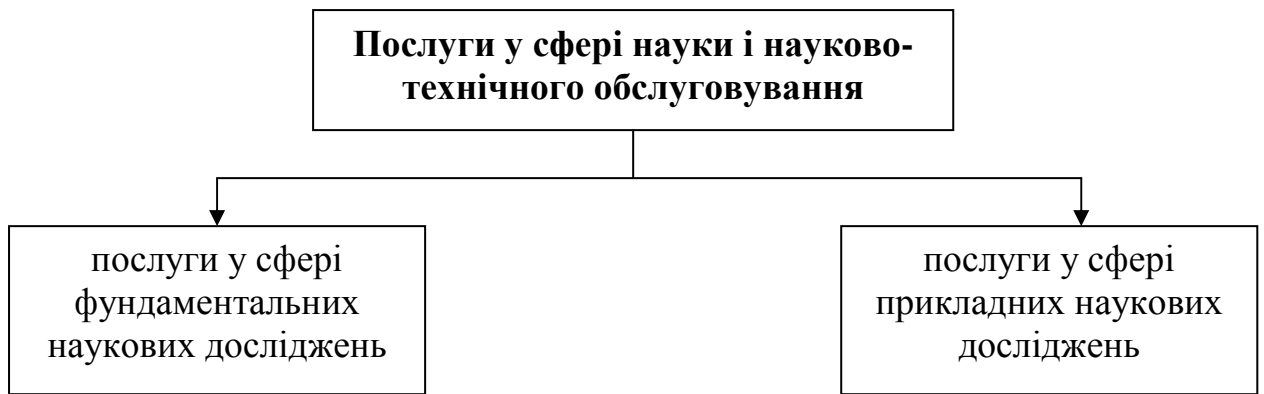 Послуги у сфері науки і науково-
технічного обслуговування
послуги у сфері
фундаментальних
наукових досліджень
послуги у сфері
прикладних наукових
досліджень